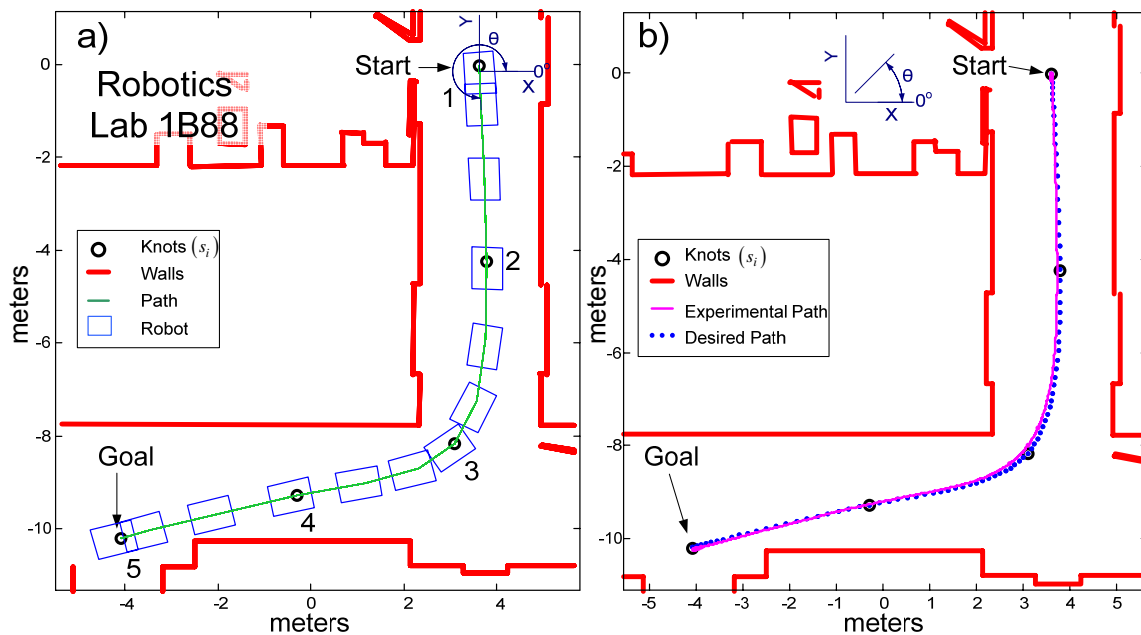 a)
Y
θ
Start
0°
X
1
Robotics
Lab 1B88
2
Knots (s_i)
Walls
Path
Robot
3
Goal
4
5
0
-2
-4
-6
-8
-10
meters
-4
-2
0
2
4
meters
b)
Y
θ
0°
X
Start
Knots (s_i)
Walls
Experimental Path
Desired Path
Goal
0
-2
-4
-6
-8
-10
meters
-5
-4
-3
-2
-1
0
1
2
3
4
5
meters